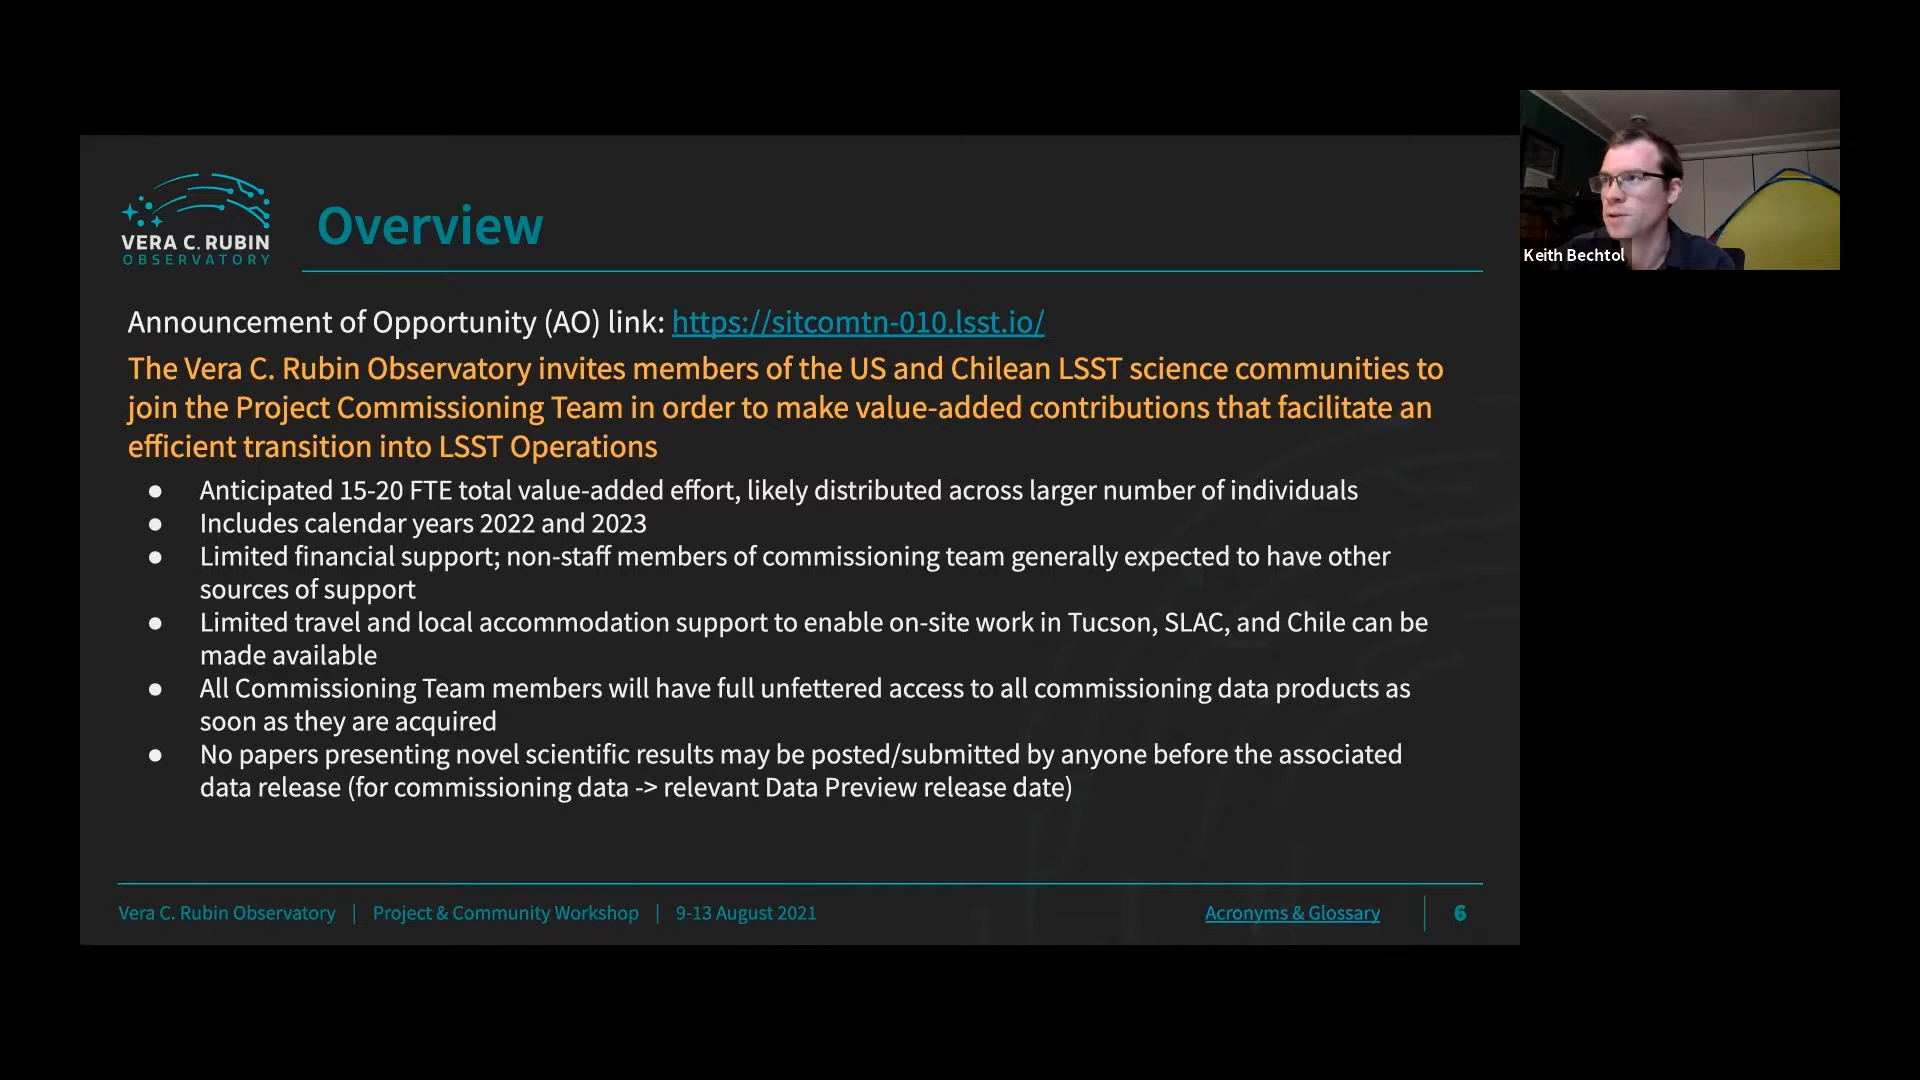 VERA C. RUBIN
OBSERVATORY
Overview
Keith Bechtol
Announcement of Opportunity (AO) link: https://sitcomtn-010.lsst.io/
The Vera C. Rubin Observatory invites members of the US and Chilean LSST science communities to
join the Project Commissioning Team in order to make value-added contributions that facilitate an
efficient transition into LSST Operations
● Anticipated 15-20 FTE total value-added effort, likely distributed across larger number of individuals
● Includes calendar years 2022 and 2023
● Limited financial support; non-staff members of commissioning team generally expected to have other
sources of support
● Limited travel and local accommodation support to enable on-site work in Tucson, SLAC, and Chile can be
made available
● All Commissioning Team members will have full unfettered access to all commissioning data products as
soon as they are acquired
● No papers presenting novel scientific results may be posted/submitted by anyone before the associated
data release (for commissioning data -> relevant Data Preview release date)
Vera C. Rubin Observatory | Project & Community Workshop | 9-13 August 2021 Acronyms & Glossary | 6